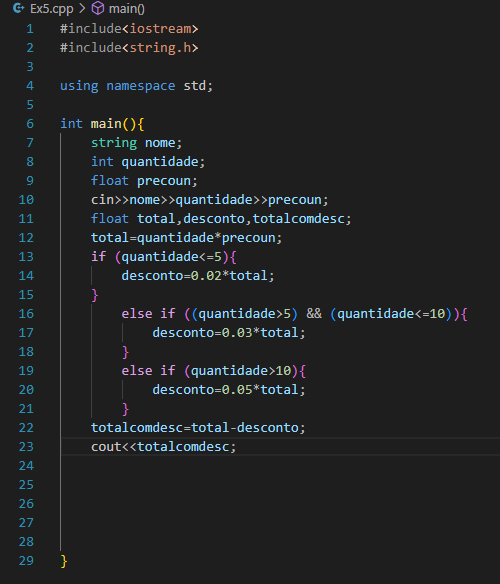 Ex5.cpp > main()
1 #include<iostream>
2 #include<string.h>
3
4 using namespace std;
5
6 int main(){
7     string nome;
8     int quantidade;
9     float precoun;
10     cin>>nome>>quantidade>>precoun;
11     float total,desconto,totalcomdesc;
12     total=quantidade*precoun;
13     if (quantidade<=5){
14         desconto=0.02*total;
15     }
16         else if ((quantidade>5) && (quantidade<=10)){
17             desconto=0.03*total;
18         }
19         else if (quantidade>10){
20             desconto=0.05*total;
21         }
22     totalcomdesc=total-desconto;
23     cout<<totalcomdesc;
24
25
26
27
28
29 }